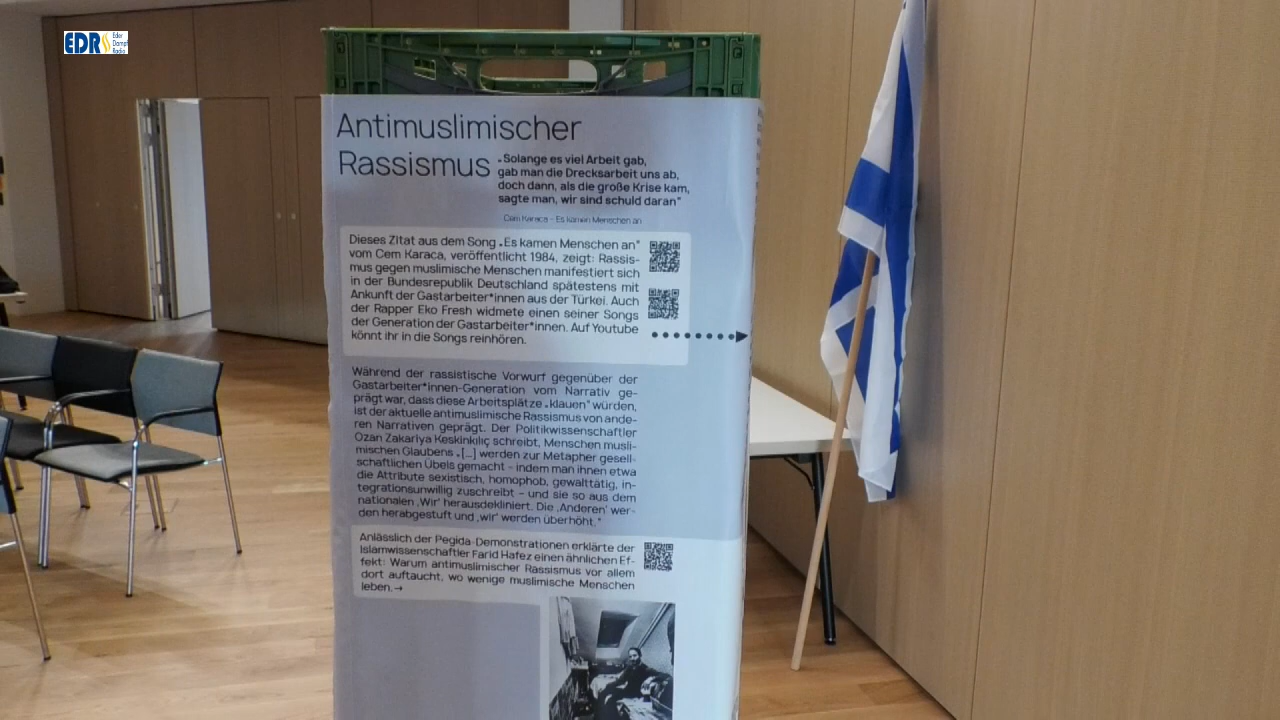 EDR Eder
Dampf
Radio
Antimuslimischer
Rassismus
„Solange es viel Arbeit gab,
gab man die Drecksarbeit uns ab,
doch dann, als die große Krise kam,
sagte man, wir sind schuld daran“
Cem Karaca – Es kamen Menschen an
Dieses Zitat aus dem Song „Es kamen Menschen an“
vom Cem Karaca, veröffentlicht 1984, zeigt: Rassis-
mus gegen muslimische Menschen manifestiert sich
in der Bundesrepublik Deutschland spätestens mit
Ankunft der Gastarbeiter*innen aus der Türkei. Auch
der Rapper Eko Fresh widmete einen seiner Songs
der Generation der Gastarbeiter*innen. Auf Youtube
könnt ihr in die Songs reinhören.
Während der rassistische Vorwurf gegenüber der
Gastarbeiter*innen-Generation vom Narrativ ge-
prägt war, dass diese Arbeitsplätze „klauen“ würden,
ist der aktuelle antimuslimische Rassismus von ande-
ren Narrativen geprägt. Der Politikwissenschaftler
Ozan Zakariya Keskinkılıç schreibt, Menschen musli-
mischen Glaubens „[...] werden zur Metapher gesell-
schaftlichen Übels gemacht – indem man ihnen etwa
die Attribute sexistisch, homophob, gewalttätig, in-
tegrationsunwillig zuschreibt – und sie so aus dem
nationalen ‚Wir‘ herausdekliniert. Die ‚Anderen‘ wer-
den herabgestuft und ‚wir‘ werden überhöht.“
Anlässlich der Pegida-Demonstrationen erklärte der
Islamwissenschaftler Farid Hafez einen ähnlichen Ef-
fekt: Warum antimuslimischer Rassismus vor allem
dort auftaucht, wo wenige muslimische Menschen
leben.→